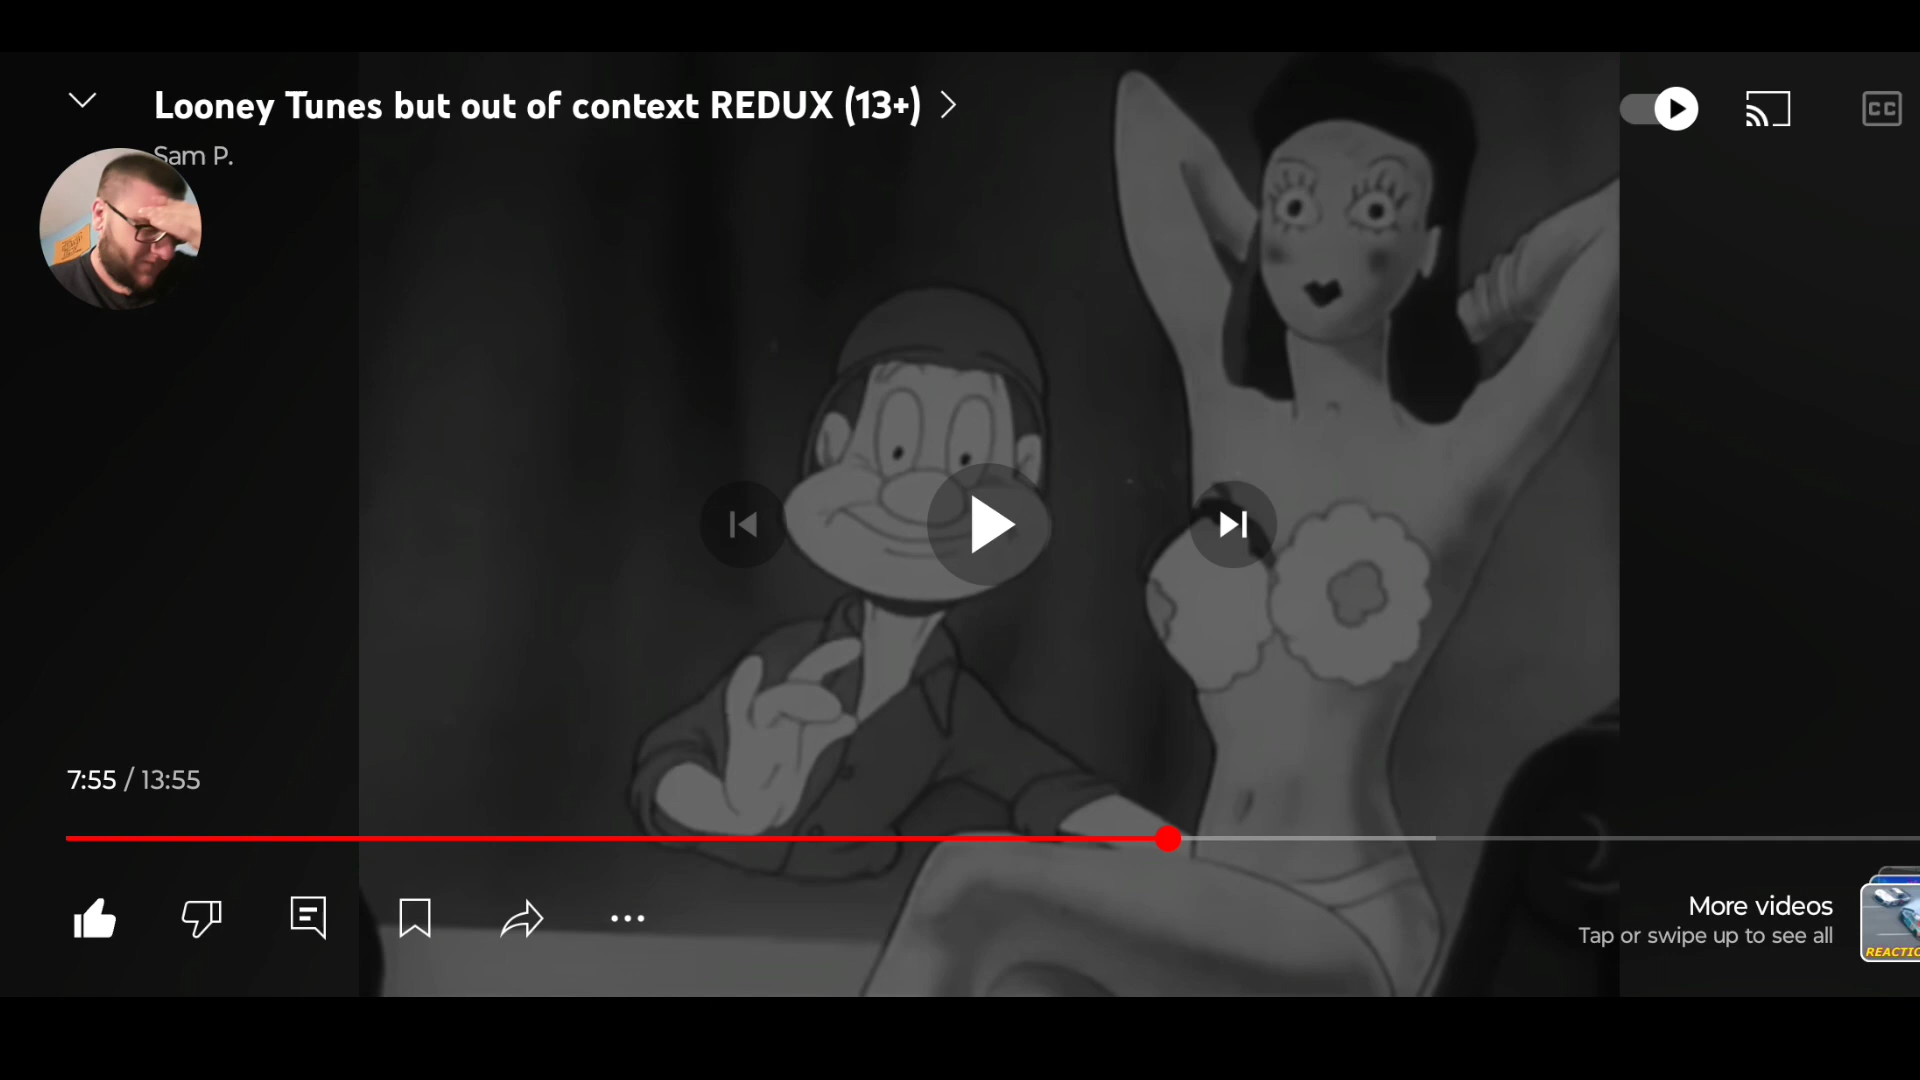 Looney Tunes but out of context REDUX (13+)
Sam P.
CC
7:55 / 13:55
More videos
Tap or swipe up to see all